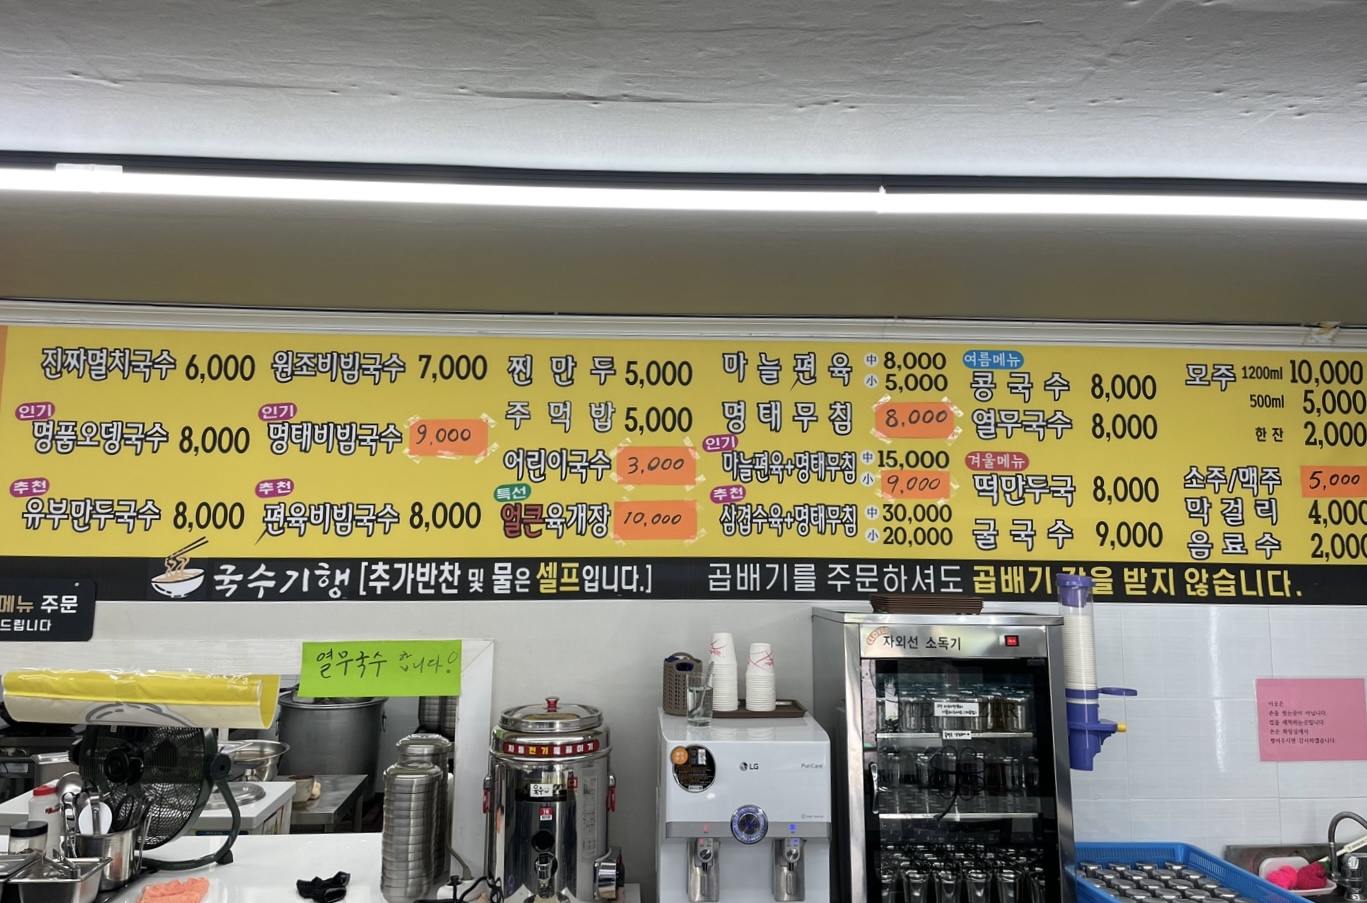 진짜멸치국수 6,000
인기
명품오뎅국수 8,000
추천
유부만두국수 8,000
원조비빔국수 7,000
인기
명태비빔국수 9,000
추천
편육비빔국수 8,000
찐만두 5,000
주먹밥 5,000
어린이국수 3,000
특선
얼큰육개장 10,000
마늘편육 中 8,000
小 5,000
명태무침 8,000
인기
마늘편육+명태무침 中 15,000
小 9,000
추천
삼겹수육+명태무침 中 30,000
小 20,000
여름메뉴
콩국수 8,000
열무국수 8,000
겨울메뉴
떡만두국 8,000
굴국수 9,000
모주 1200ml 10,000
500ml 5,000
한잔 2,000
소주/맥주 5,000
막걸리 4,000
음료수 2,000
국수기행 [추가반찬 및 물은 셀프입니다.] 곱배기를 주문하셔도 곱배기 값을 받지 않습니다.
메뉴 주문
드립니다
열무국수 합니다!
자외선 소독기
LG
PuriCare
육수